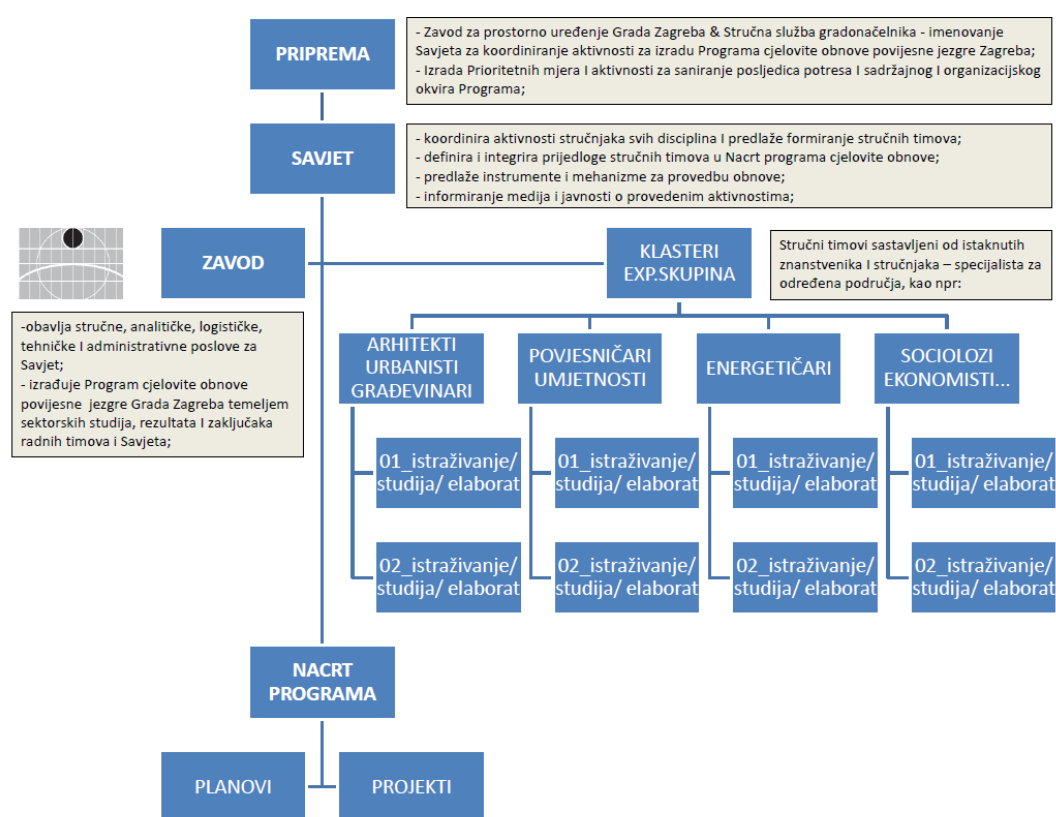 PRIPREMA
- Zavod za prostorno uređenje Grada Zagreba & Stručna služba gradonačelnika - imenovanje
Savjeta za koordiniranje aktivnosti za izradu Programa cjelovite obnove povijesne jezgre Zagreba;
- Izrada Prioritetnih mjera I aktivnosti za saniranje posljedica potresa I sadržajnog I organizacijskog
okvira Programa;
SAVJET
- koordinira aktivnosti stručnjaka svih disciplina I predlaže formiranje stručnih timova;
- definira i integrira prijedloge stručnih timova u Nacrt programa cjelovite obnove;
- predlaže instrumente i mehanizme za provedbu obnove;
- informiranje medija i javnosti o provedenim aktivnostima;
ZAVOD
-obavlja stručne, analitičke, logističke,
tehničke I administrativne poslove za
Savjet;
- izrađuje Program cjelovite obnove
povijesne jezgre Grada Zagreba temeljem
sektorskih studija, rezultata I zaključaka
radnih timova i Savjeta;
KLASTERI
EXP.SKUPINA
Stručni timovi sastavljeni od istaknutih
znanstvenika I stručnjaka – specijalista za
određena područja, kao npr:
ARHITEKTI
URBANISTI
GRAĐEVINARI
POVJESNIČARI
UMJETNOSTI
ENERGETIČARI
SOCIOLOZI
EKONOMISTI...
01_istraživanje/
studija/ elaborat
01_istraživanje/
studija/ elaborat
01_istraživanje/
studija/ elaborat
01_istraživanje/
studija/ elaborat
02_istraživanje/
studija/ elaborat
02_istraživanje/
studija/ elaborat
02_istraživanje/
studija/ elaborat
02_istraživanje/
studija/ elaborat
NACRT
PROGRAMA
PLANOVI
PROJEKTI